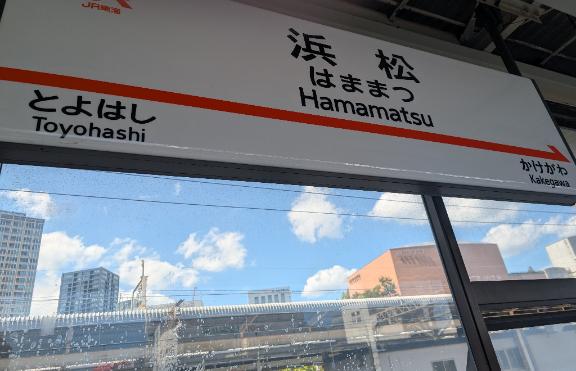 JR東海
浜松
はままつ
Hamamatsu
とよはし
Toyohashi
かけがわ
Kakegawa